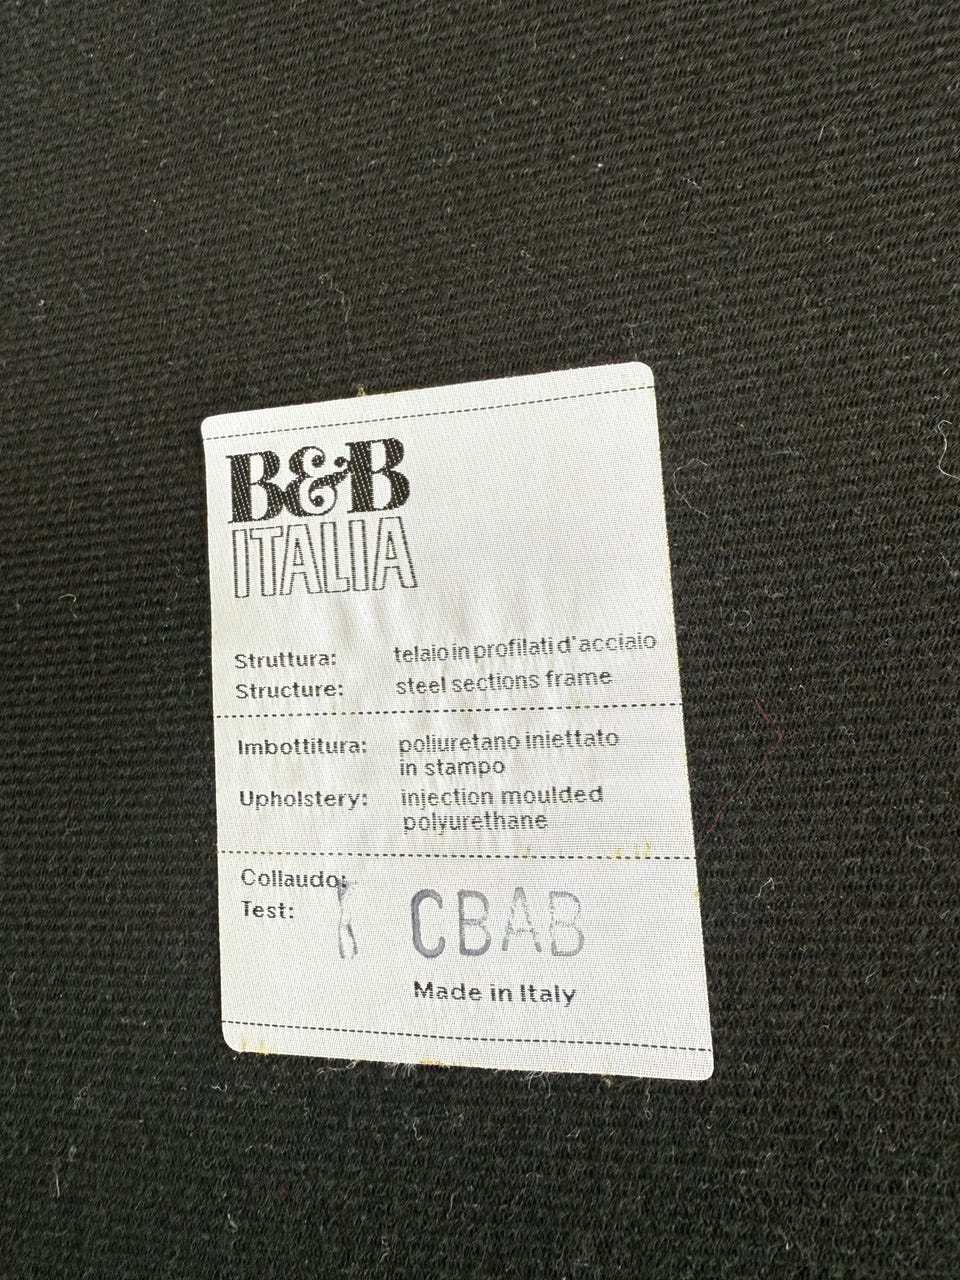 B&B
ITALIA
Struttura: telaio in profilati d'acciaio
Structure: steel sections frame
Imbottitura: poliuretano iniettato
in stampo
Upholstery: injection moulded
polyurethane
Collaudo:
Test: CBAB
Made in Italy